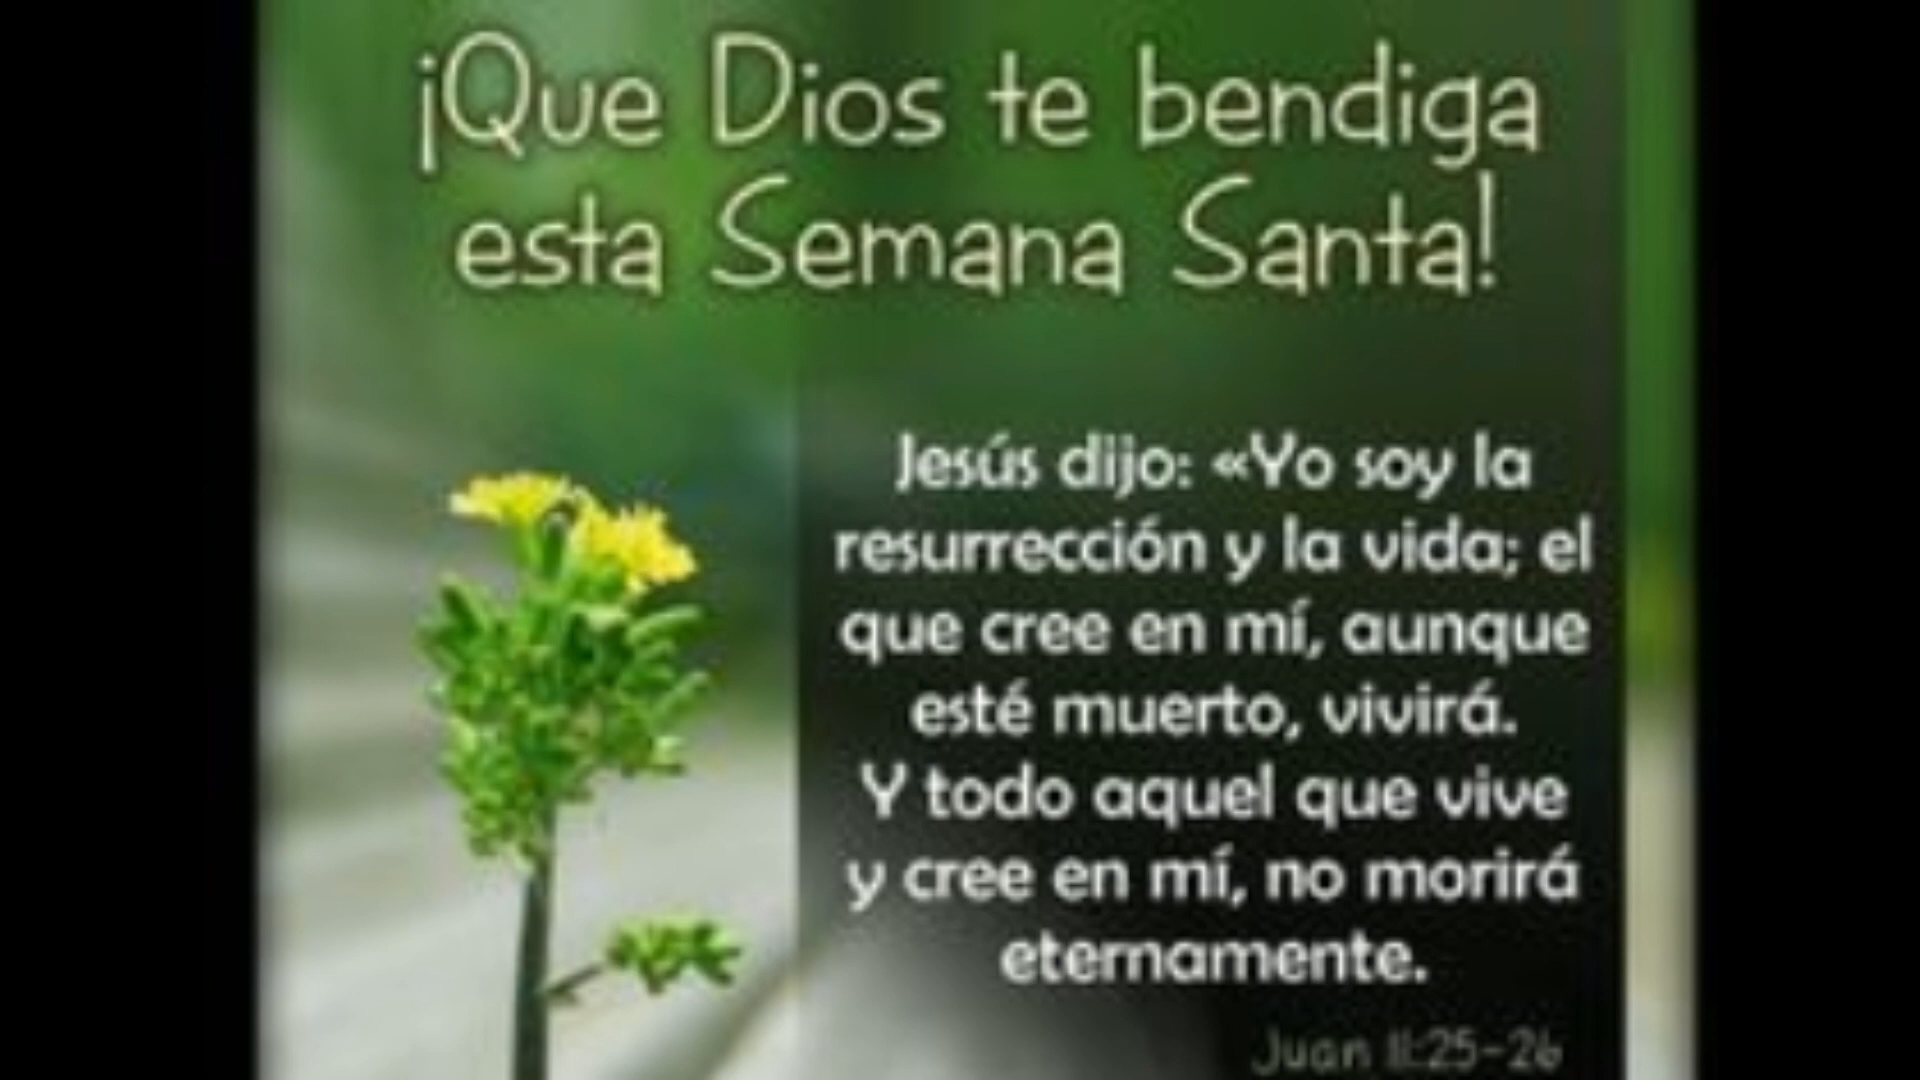 ¡Que Dios te bendiga
esta Semana Santa!
Jesús dijo: «Yo soy la
resurrección y la vida; el
que cree en mí, aunque
esté muerto, vivirá.
Y todo aquel que vive
y cree en mí, no morirá
eternamente.
Juan 11:25-26